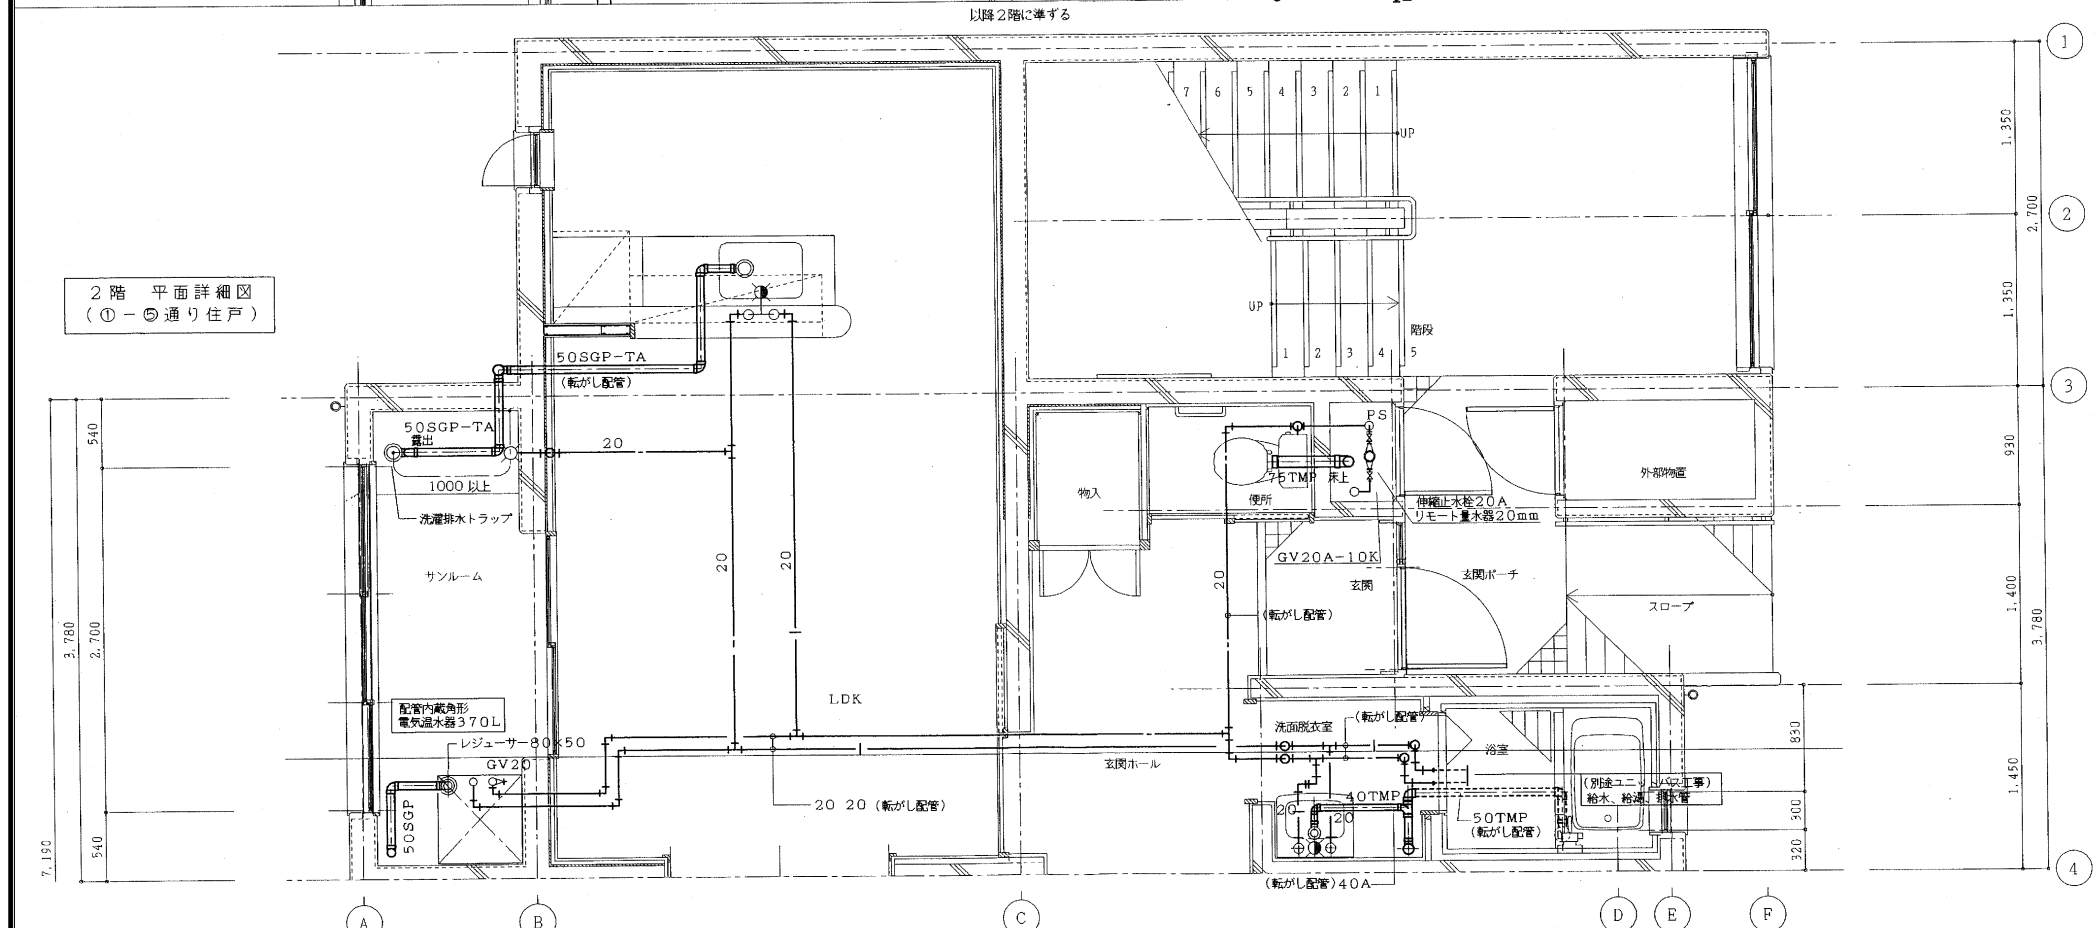 以降2階に準ずる
1
7 6 5 4 3 2 1
UP
1,350
2
2,700
2階 平面詳細図
(①-⑤通り住戸)
UP
1,350
階段
1 2 3 4 5
50SGP-TA
(転がし配管)
3
50SGP-TA
露出
20
540
PS
930
1000以上
物入
75TMP 床上
便所
外部物置
伸縮止水栓20A
リモート量水器20mm
洗濯排水トラップ
サンルーム
20
20
20
GV20A-10K
玄関
玄関ポーチ
スロープ
1,400
(転がし配管)
3,780
2,700
3,780
配管内蔵角形
電気温水器370L
LDK
レジューサー80×50
GV20
洗面脱衣室
(転がし配管)
浴室
玄関ホール
830
1,450
(別途ユニットバス工事)
給水、給湯、排水管
20 20 (転がし配管)
40TMP
20
20
50TMP
(転がし配管)
300
50SGP
540
7,190
320
(転がし配管)40A
4
A
B
C
D
E
F